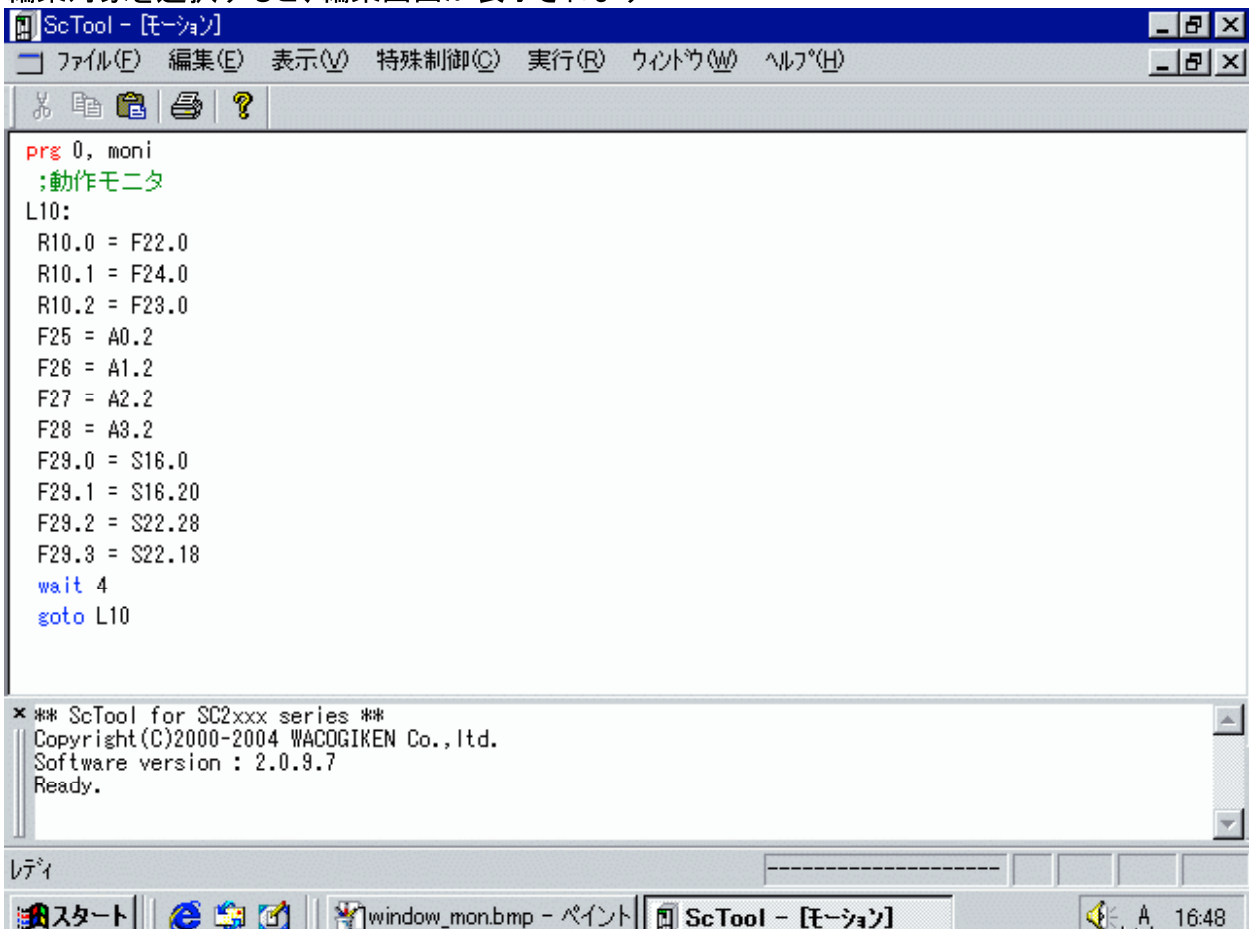 ScTool - [ﾓｰｼｮﾝ]
ﾌｧｲﾙ(F) 編集(E) 表示(V) 特殊制御(C) 実行(R) ｳｨﾝﾄﾞｳ(W) ﾍﾙﾌﾟ(H)
prg 0, moni
;動作モニタ
L10:
R10.0 = F22.0
R10.1 = F24.0
R10.2 = F23.0
F25 = A0.2
F26 = A1.2
F27 = A2.2
F28 = A3.2
F29.0 = S16.0
F29.1 = S16.20
F29.2 = S22.28
F29.3 = S22.18
wait 4
goto L10
** ScTool for SC2xxx series **
Copyright(C)2000-2004 WACOGIKEN Co.,ltd.
Software version : 2.0.9.7
Ready.
ﾚﾃﾞｨ
--------------------
スタート window_mon.bmp - ペイント ScTool - [ﾓｰｼｮﾝ] A 16:48